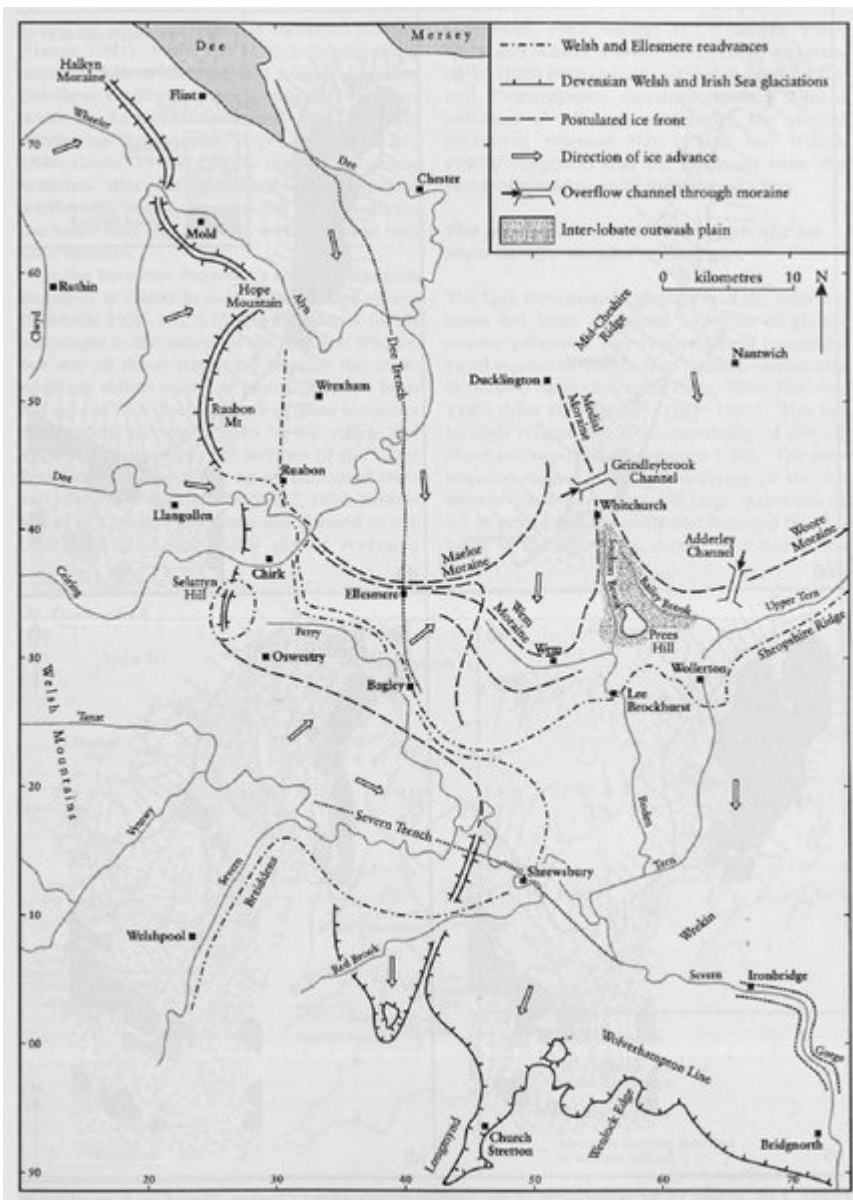 Dee
Mersey
Halkyn
Moraine
Flint
Wheeler
Dee
Chester
Mold
Ruthin
Hope
Mountain
Alyn
Clwyd
Dee Trench
Wrexham
Ruabon
Mt
Ruabon
Dee
Llangollen
Chirk
Ceiriog
Selattyn
Hill
Ellesmere
Perry
Oswestry
Bagley
Welsh
Mountains
Tanat
Vyrnwy
Severn
Breiddens
Welshpool
Severn Trench
Shrewsbury
Red Brook
Longmynd
Church
Stretton
Wenlock Edge
Wolverhampton Line
Bridgnorth
Gorge
Ironbridge
Severn
Wrekin
Tern
Roden
Lee
Brockhurst
Wollerton
Shropshire Ridge
Upper Tern
Prees
Hill
Bailey Brook
Wem
Wem
Moraine
Marlor
Moraine
Whitchurch
Grindleybrook
Channel
Adderley
Channel
Woore
Moraine
Medial
Moraine
Ducklington
Mid-Cheshire
Edge
Nantwich
Welsh and Ellesmere readvances
Devensian Welsh and Irish Sea glaciations
Postulated ice front
Direction of ice advance
Overflow channel through moraine
Inter-lobate outwash plain
0 kilometres 10
N
70
60
50
40
30
20
10
00
90
20 30 40 50 60 70